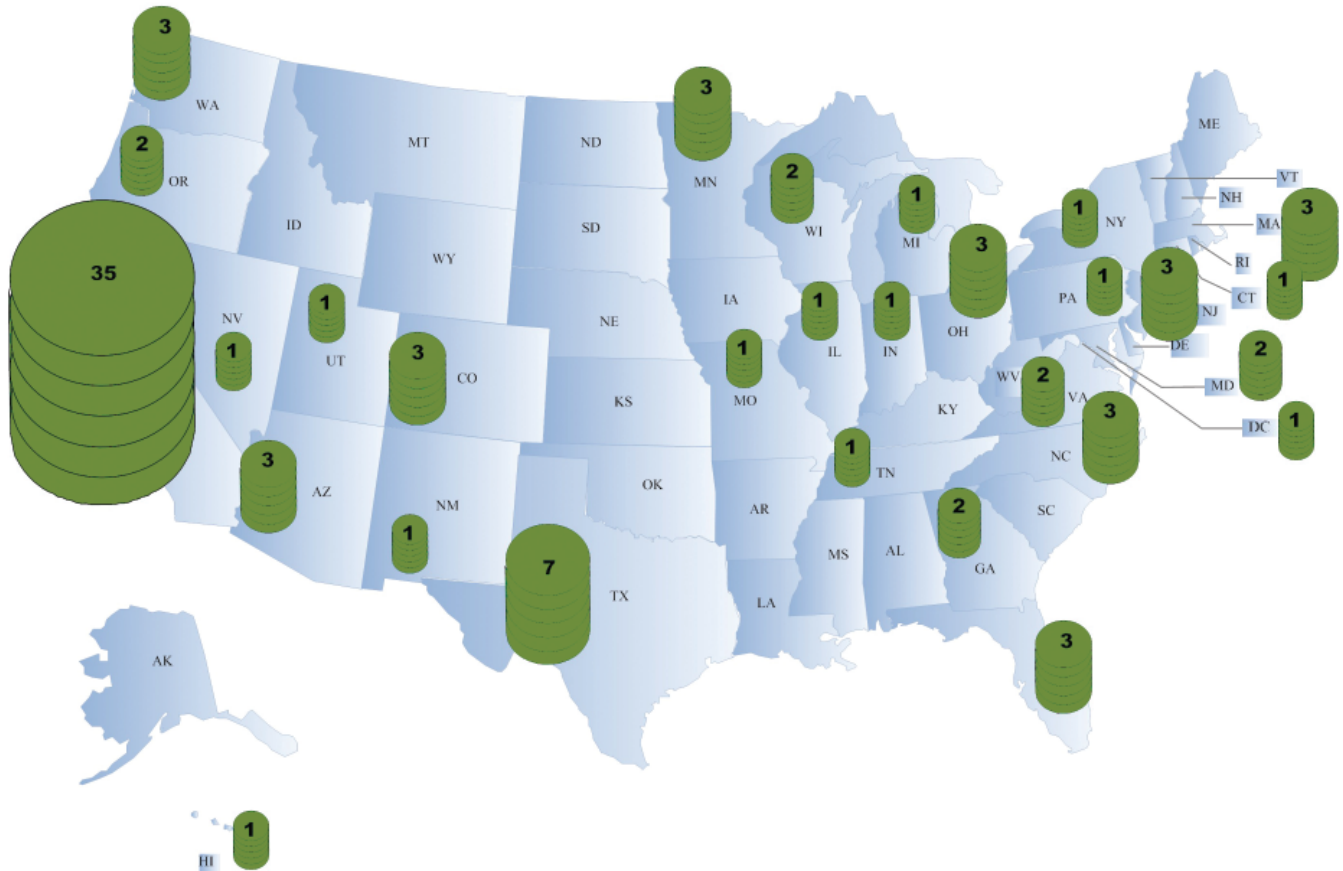 3
WA
3
MT
ND
MN
ME
2
OR
2
WI
1
MI
VT
NH
3
MA
1
NY
RI
ID
SD
WY
35
3
OH
1
PA
3
NJ
1
CT
DE
NV
1
1
UT
3
CO
NE
IA
1
IL
1
IN
1
MO
KS
KY
WV
2
VA
2
MD
1
DC
3
NC
3
AZ
NM
1
OK
AR
1
TN
SC
2
GA
MS
AL
LA
7
TX
3
AK
1
HI